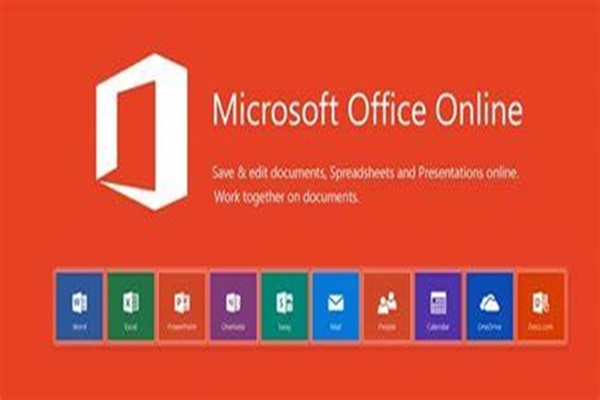 Microsoft Office Online
Save & edit documents, Spreadsheets and Presentations online.
Work together on documents.
Word
Excel
PowerPoint
OneNote
Sway
Mail
People
Calendar
OneDrive
Docs.com